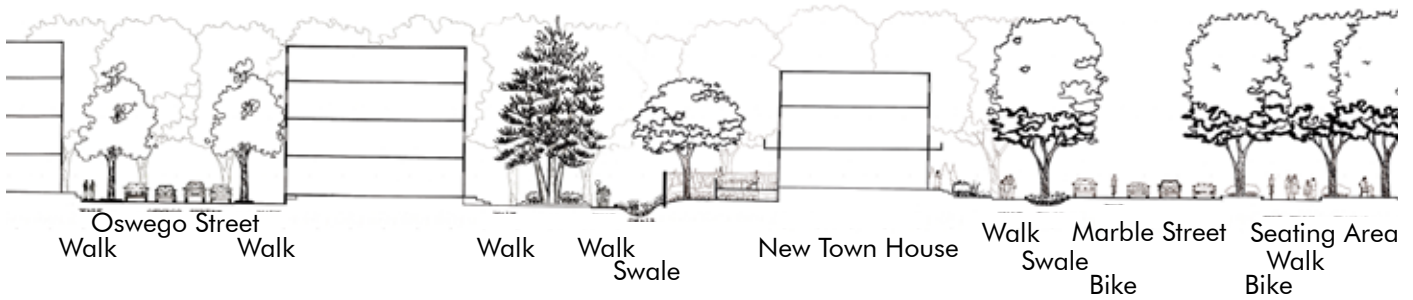 Oswego Street
Walk
Walk
Walk
Walk
Swale
New Town House
Walk
Swale
Marble Street
Bike
Seating Area
Walk
Bike